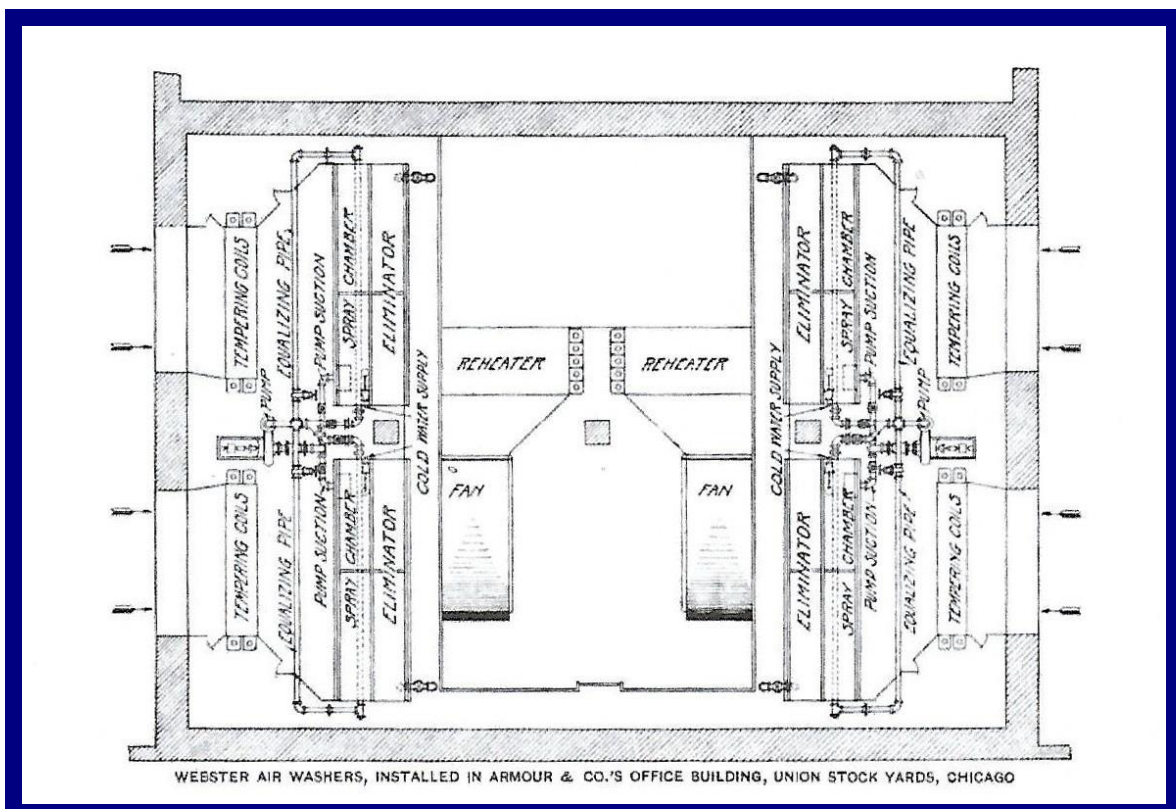 TEMPERING COILS
EQUALIZING PIPE
PUMP SUCTION
SPRAY CHAMBER
ELIMINATOR
PUMP
COLD WATER SUPPLY
TEMPERING COILS
EQUALIZING PIPE
PUMP SUCTION
SPRAY CHAMBER
ELIMINATOR
REHEATER
REHEATER
FAN
FAN
COLD WATER SUPPLY
ELIMINATOR
SPRAY CHAMBER
PUMP SUCTION
EQUALIZING PIPE
TEMPERING COILS
PUMP
ELIMINATOR
SPRAY CHAMBER
PUMP SUCTION
EQUALIZING PIPE
TEMPERING COILS
WEBSTER AIR WASHERS, INSTALLED IN ARMOUR & CO.'S OFFICE BUILDING, UNION STOCK YARDS, CHICAGO